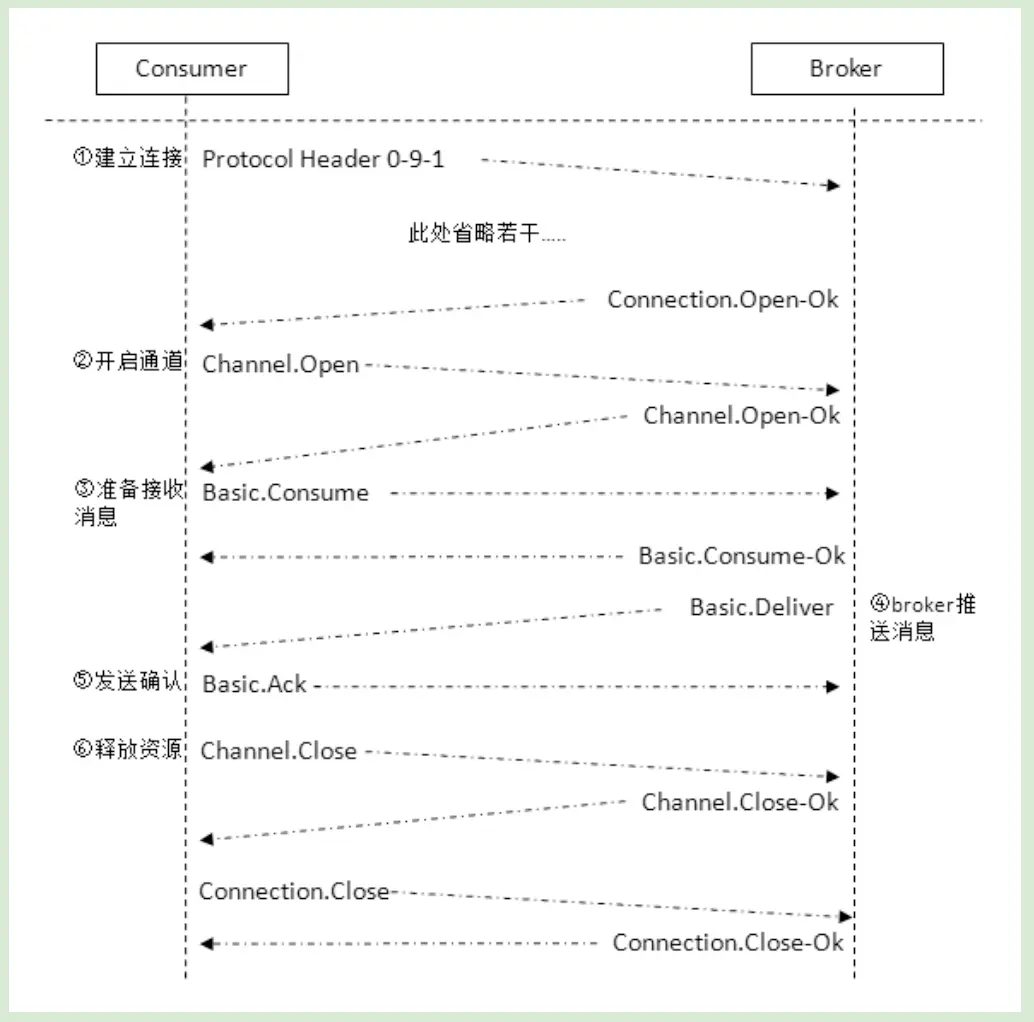 Consumer
Broker
①建立连接
Protocol Header 0-9-1
此处省略若干.....
Connection.Open-Ok
②开启通道
Channel.Open
Channel.Open-Ok
③准备接收
消息
Basic.Consume
Basic.Consume-Ok
Basic.Deliver
④broker推
送消息
⑤发送确认
Basic.Ack
⑥释放资源
Channel.Close
Channel.Close-Ok
Connection.Close
Connection.Close-Ok